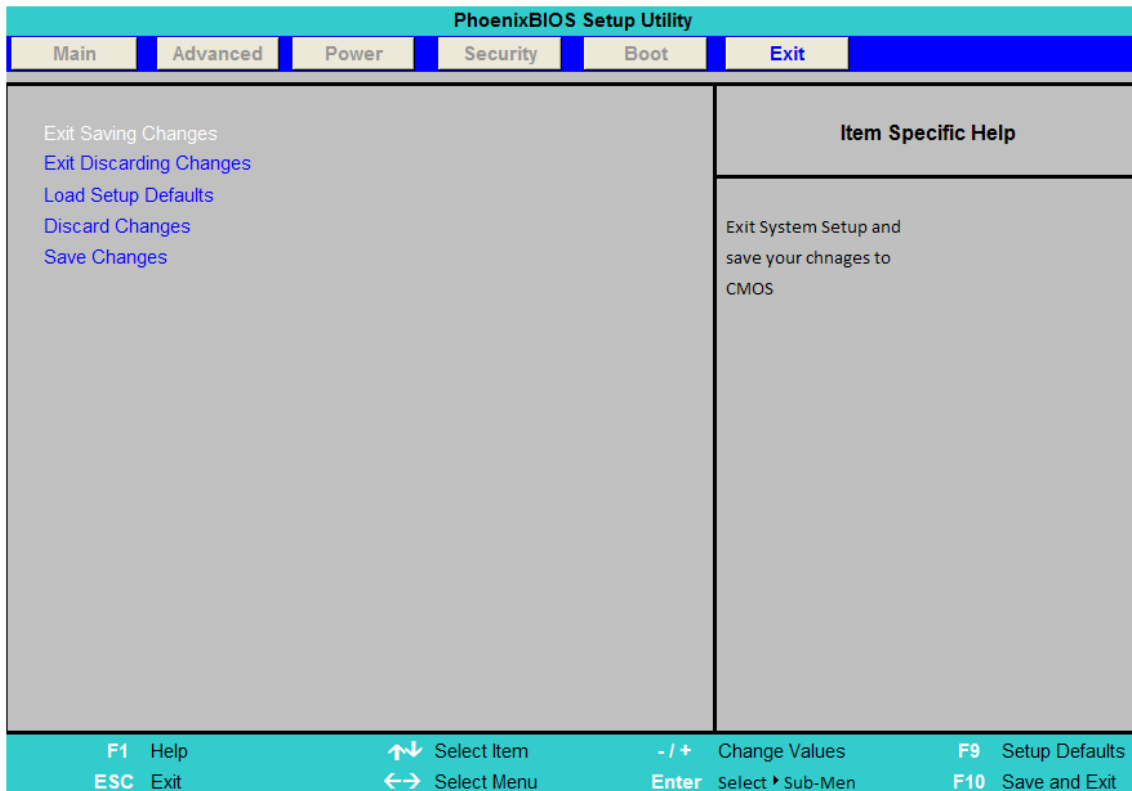 PhoenixBIOS Setup Utility
Main Advanced Power Security Boot Exit
Exit Saving Changes
Exit Discarding Changes
Load Setup Defaults
Discard Changes
Save Changes
Item Specific Help
Exit System Setup and
save your chnages to
CMOS
F1 Help ↑↓ Select Item - / + Change Values F9 Setup Defaults
ESC Exit ←→ Select Menu Enter Select ▸ Sub-Men F10 Save and Exit